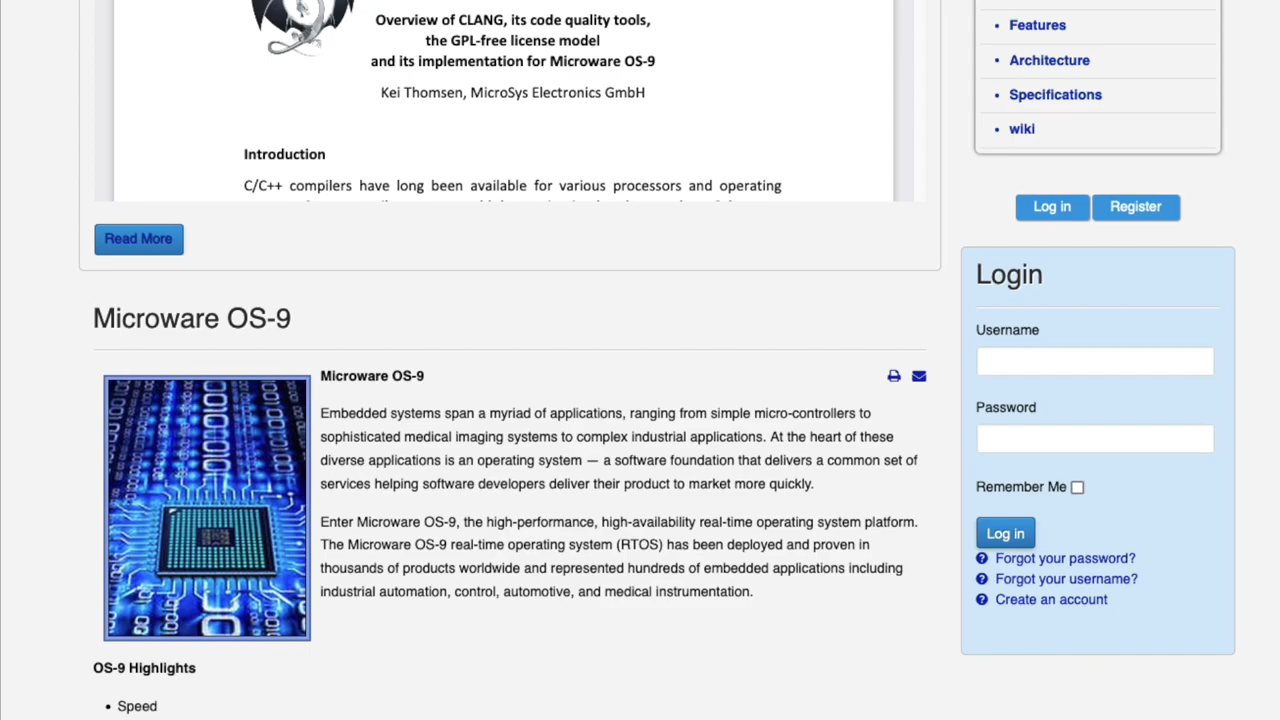 Overview of CLANG, its code quality tools,
the GPL-free license model
and its implementation for Microware OS-9
Kei Thomsen, MicroSys Electronics GmbH
Introduction
C/C++ compilers have long been available for various processors and operating
Read More
Microware OS-9
Microware OS-9
Embedded systems span a myriad of applications, ranging from simple micro-controllers to
sophisticated medical imaging systems to complex industrial applications. At the heart of these
diverse applications is an operating system — a software foundation that delivers a common set of
services helping software developers deliver their product to market more quickly.
Enter Microware OS-9, the high-performance, high-availability real-time operating system platform.
The Microware OS-9 real-time operating system (RTOS) has been deployed and proven in
thousands of products worldwide and represented hundreds of embedded applications including
industrial automation, control, automotive, and medical instrumentation.
OS-9 Highlights
• Speed
• Features
• Architecture
• Specifications
• wiki
Log in Register
Login
Username
Password
Remember Me
Log in
Forgot your password?
Forgot your username?
Create an account